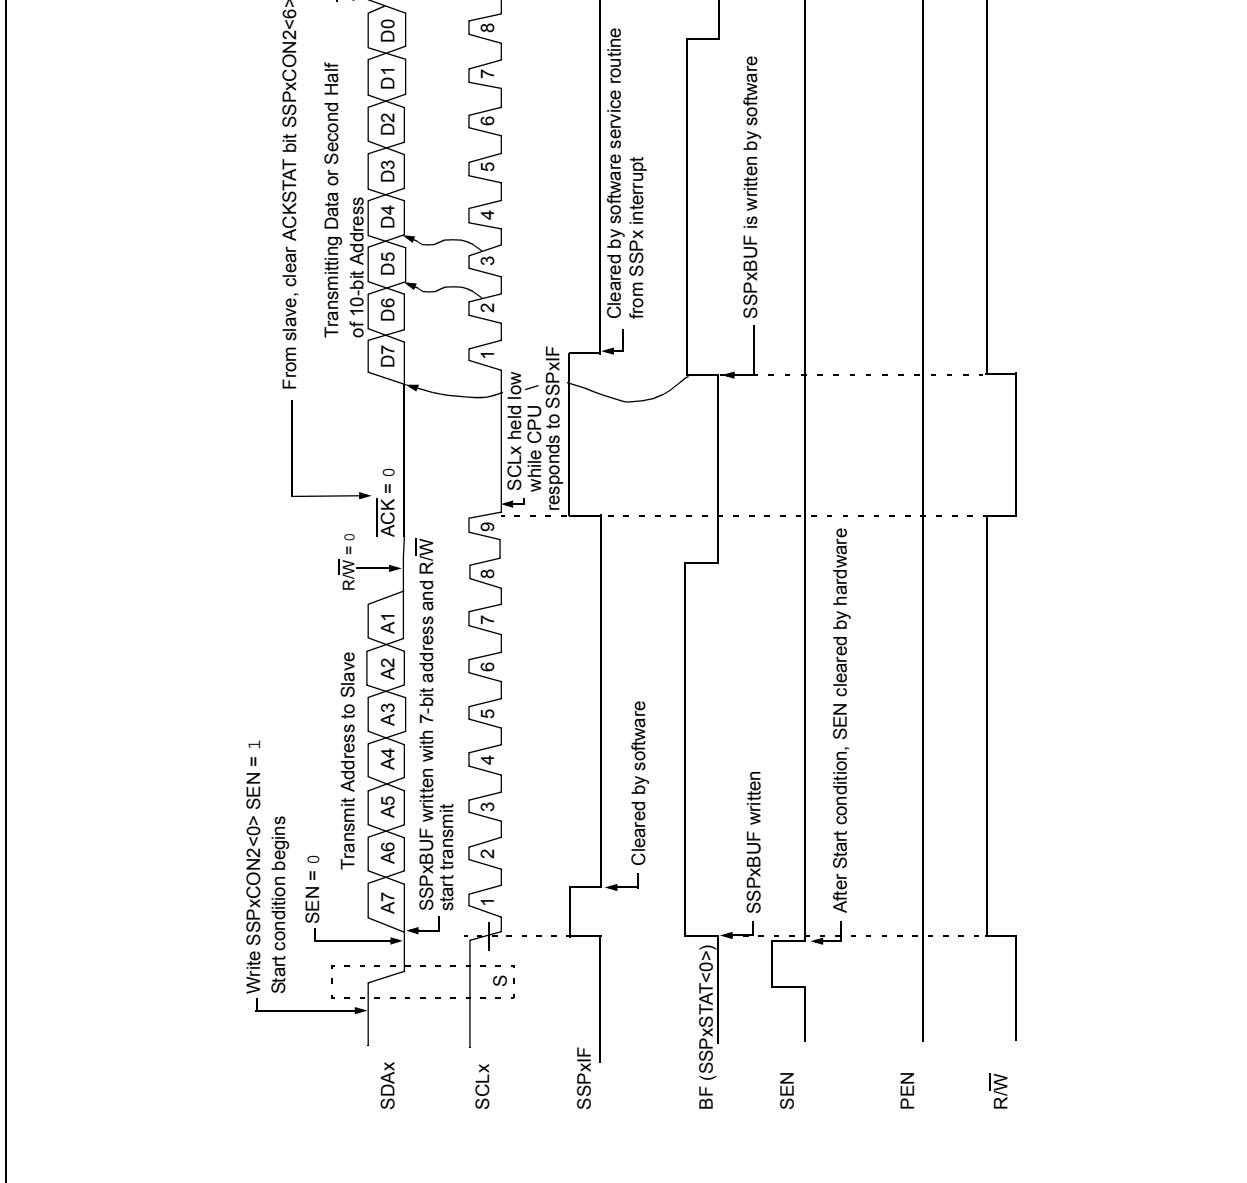 Write SSPxCON2<0> SEN = 1
Start condition begins
From slave, clear ACKSTAT bit SSPxCON2<6>
SEN = 0
Transmit Address to Slave
R/W = 0
ACK = 0
Transmitting Data or Second Half
of 10-bit Address
SDAx
A7 A6 A5 A4 A3 A2 A1
D7 D6 D5 D4 D3 D2 D1 D0
SSPxBUF written with 7-bit address and R/W
start transmit
SCLx
S
1 2 3 4 5 6 7 8 9
1 2 3 4 5 6 7 8
SCLx held low
while CPU
responds to SSPxIF
SSPxIF
Cleared by software
Cleared by software service routine
from SSPx interrupt
BF (SSPxSTAT<0>)
SSPxBUF written
SSPxBUF is written by software
SEN
After Start condition, SEN cleared by hardware
PEN
R/W